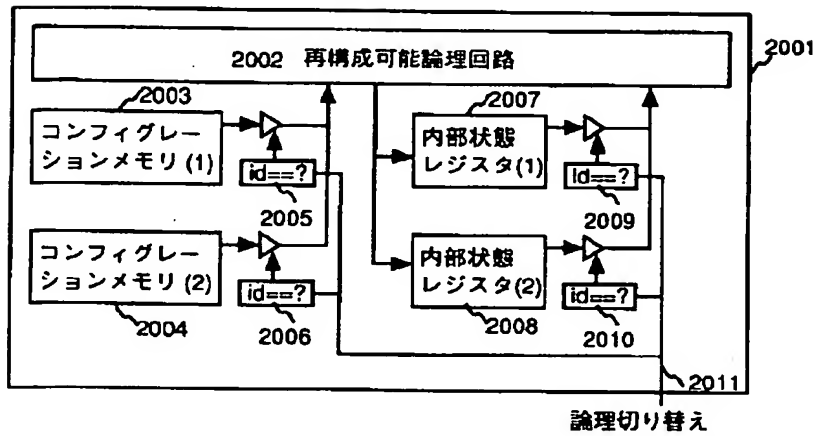 2001
2002 再構成可能論理回路
2003
コンフィグレー
ションメモリ(1)
id==?
2005
2007
内部状態
レジスタ(1)
id==?
2009
コンフィグレー
ションメモリ(2)
2004
id==?
2006
内部状態
レジスタ(2)
2008
id==?
2010
2011
論理切り替え